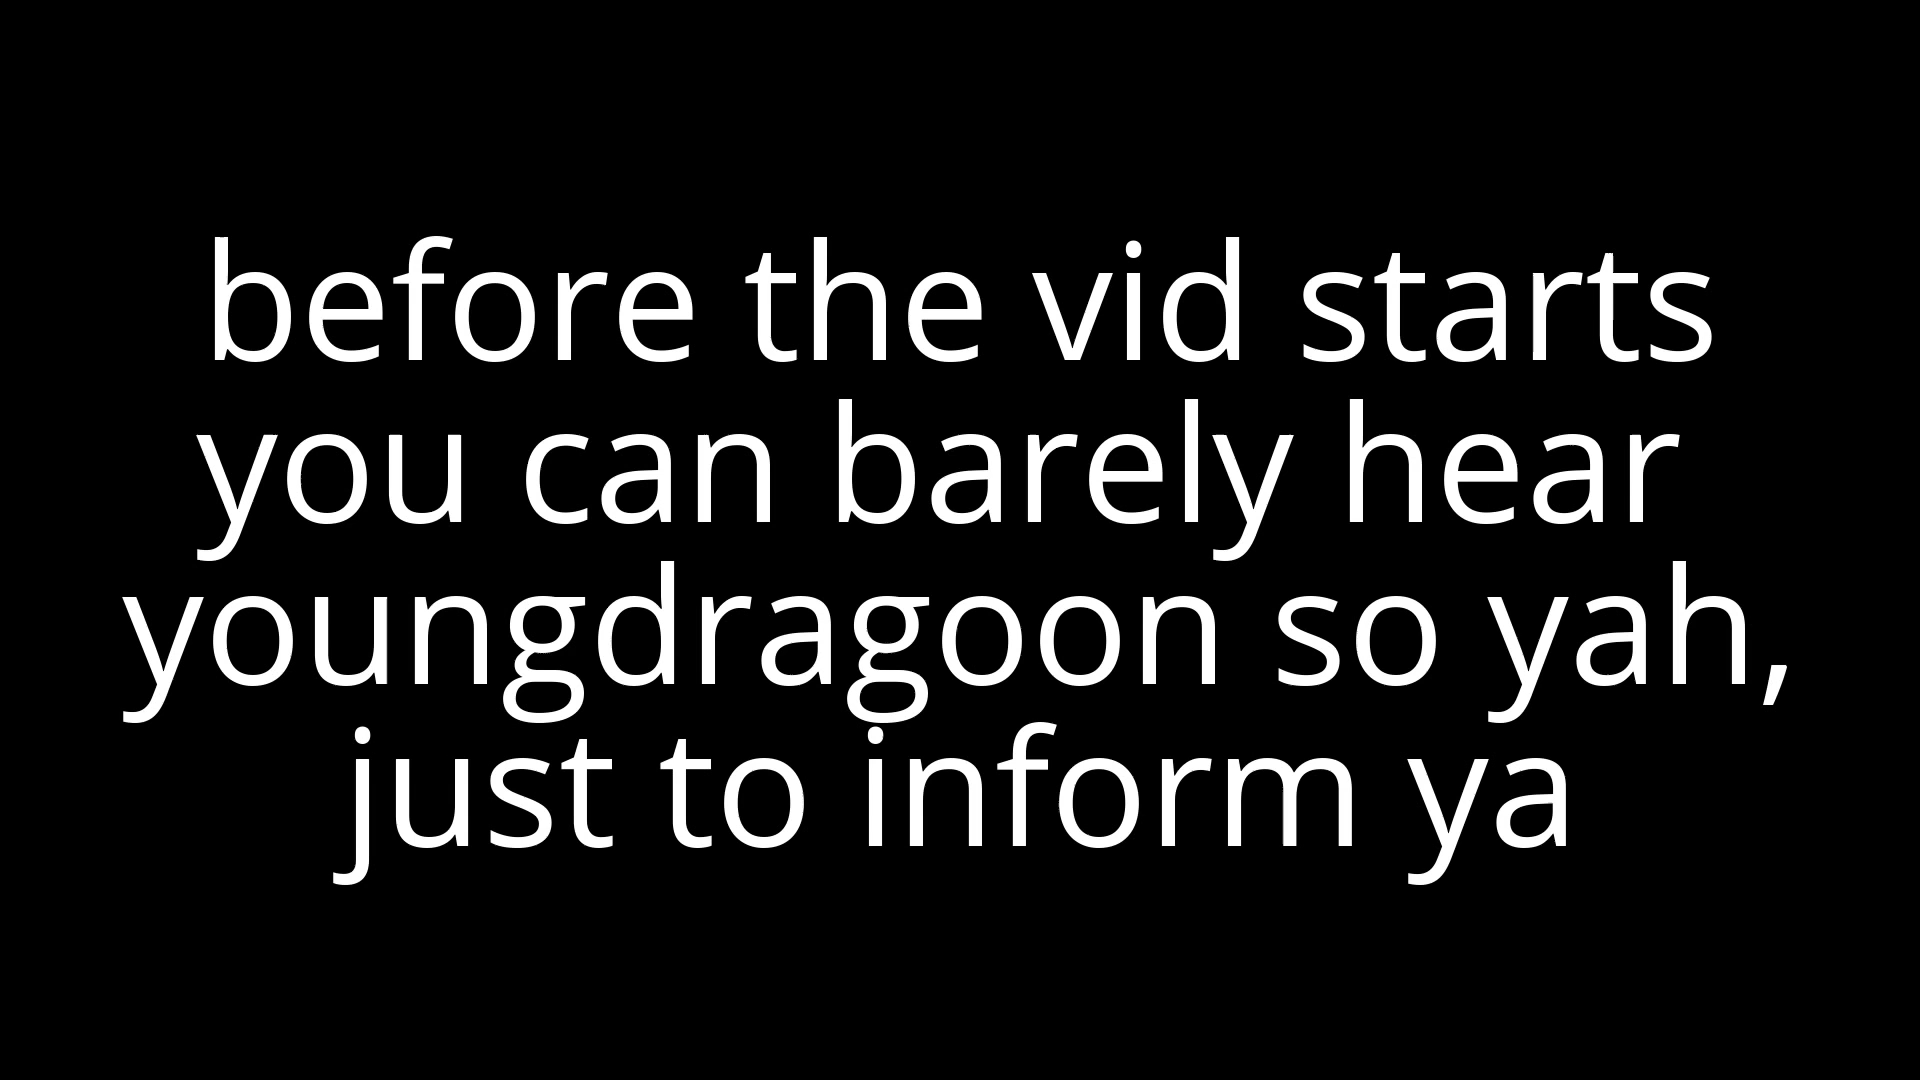 before the vid starts
you can barely hear
youngdragoon so yah,
just to inform ya